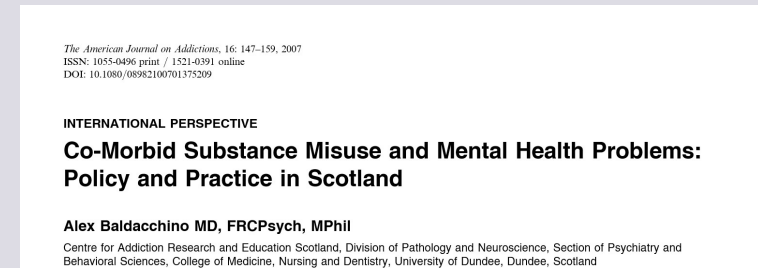 The American Journal on Addictions, 16: 147–159, 2007
ISSN: 1055-0496 print / 1521-0391 online
DOI: 10.1080/08982100701375209
INTERNATIONAL PERSPECTIVE
Co-Morbid Substance Misuse and Mental Health Problems:
Policy and Practice in Scotland
Alex Baldacchino MD, FRCPsych, MPhil
Centre for Addiction Research and Education Scotland, Division of Pathology and Neuroscience, Section of Psychiatry and
Behavioral Sciences, College of Medicine, Nursing and Dentistry, University of Dundee, Dundee, Scotland